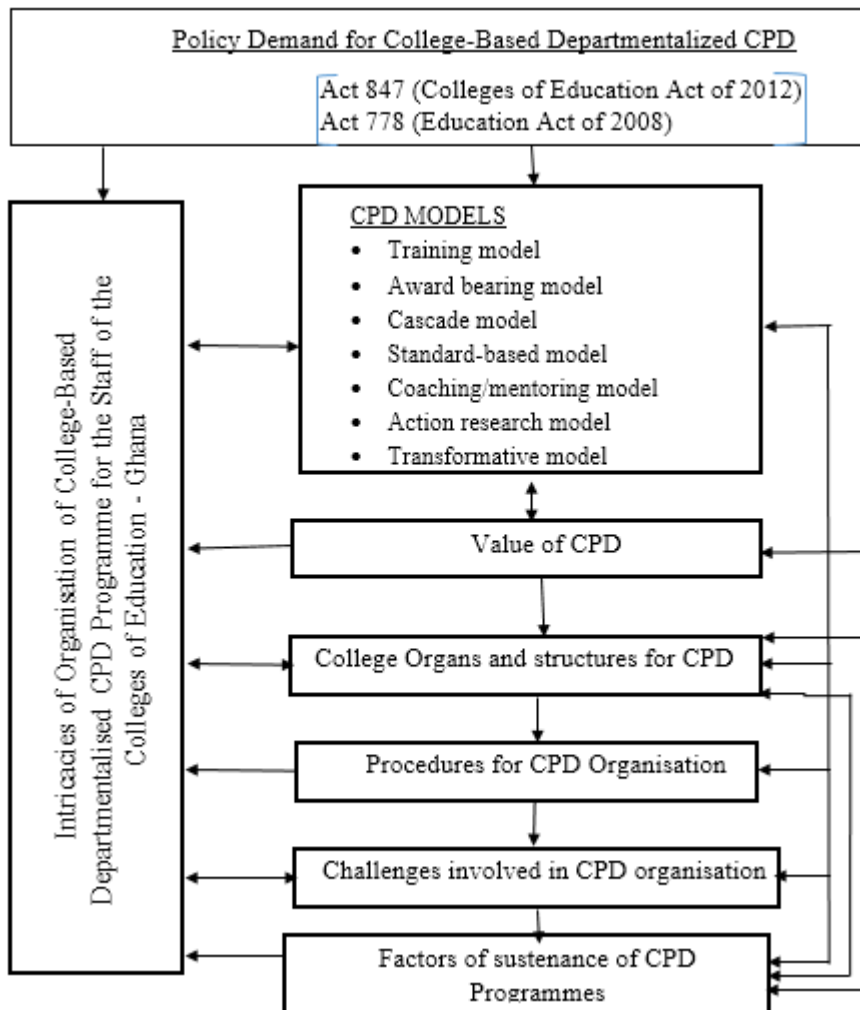 Policy Demand for College-Based Departmentalized CPD
Act 847 (Colleges of Education Act of 2012)
Act 778 (Education Act of 2008)
Intricacies of Organisation of College-Based
Departmentalised CPD Programme for the Staff of the
Colleges of Education - Ghana
CPD MODELS
• Training model
• Award bearing model
• Cascade model
• Standard-based model
• Coaching/mentoring model
• Action research model
• Transformative model
Value of CPD
College Organs and structures for CPD
Procedures for CPD Organisation
Challenges involved in CPD organisation
Factors of sustenance of CPD
Programmes